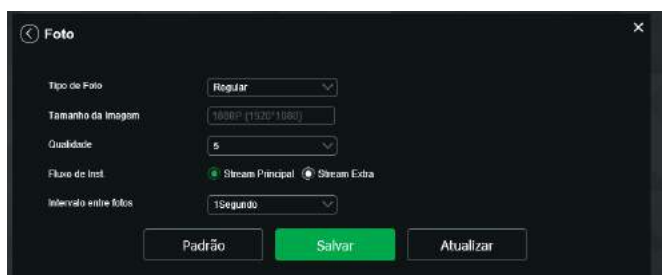 Foto
Tipo de Foto Regular
Tamanho da Imagem 1080P (1920*1080)
Qualidade 5
Fluxo de Inst. Stream Principal Stream Extra
Intervalo entre fotos 1Segundo
Padrão Salvar Atualizar